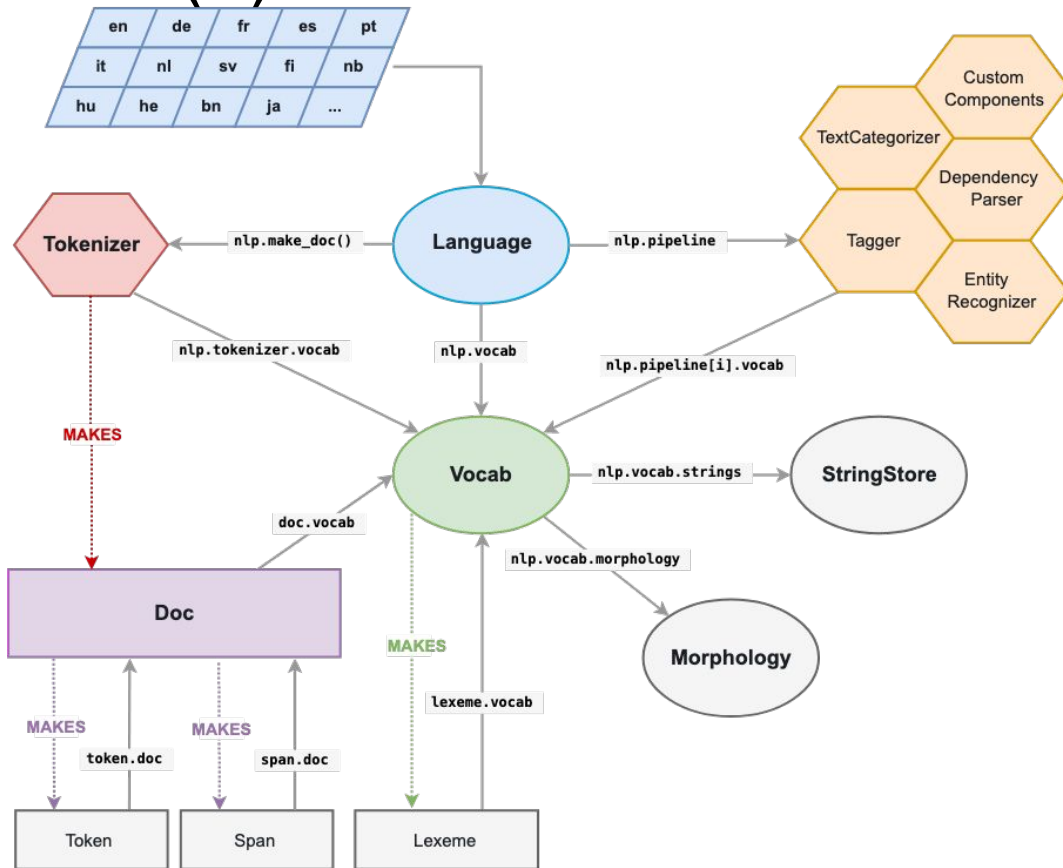 en de fr es pt
it nl sv fi nb
hu he bn ja ...
Custom
Components
TextCategorizer
Dependency
Parser
Tokenizer
nlp.make_doc()
Language
nlp.pipeline
Tagger
Entity
Recognizer
nlp.tokenizer.vocab
nlp.vocab
nlp.pipeline[i].vocab
MAKES
Vocab
nlp.vocab.strings
StringStore
doc.vocab
nlp.vocab.morphology
Doc
MAKES
Morphology
lexeme.vocab
MAKES
MAKES
token.doc
span.doc
Token
Span
Lexeme